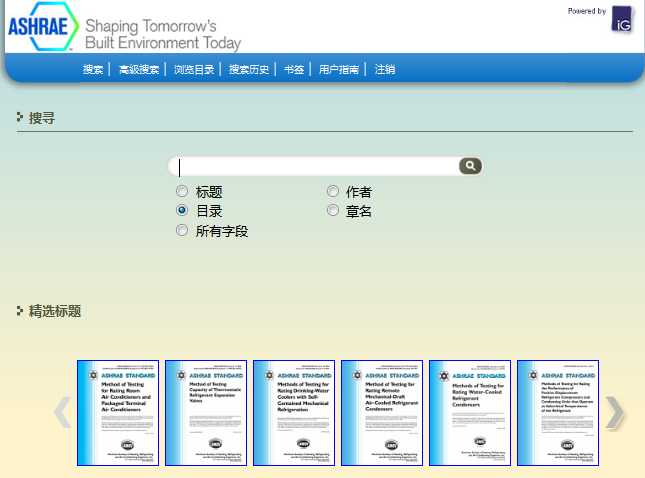 ASHRAE
Shaping Tomorrow's
Built Environment Today
Powered by
iG
搜索 高级搜索 浏览目录 搜索历史 书签 用户指南 注销
搜寻
标题 作者
目录 章名
所有字段
精选标题
ASHRAE STANDARD
Method of Testing
for Rating Room
Air Conditioners and
Packaged Terminal
Air Conditioners
ASHRAE STANDARD
Method of Testing
Capacity of Thermostatic
Refrigerant Expansion
Valves
ASHRAE STANDARD
Methods of Testing for
Rating Drinking-Water
Coolers with Self-
Contained Mechanical
Refrigeration
ASHRAE STANDARD
Methods of Testing for
Rating Remote
Mechanical-Draft
Air-Cooled Refrigerant
Condensers
ASHRAE STANDARD
Methods of Testing for
Rating Water-Cooled
Refrigerant
Condensers
ASHRAE STANDARD
Methods of Testing for Rating
the Performance of
Positive Displacement
Refrigerant Compressors and
Condensing Units that Operate
at Subcritical Temperatures
of the Refrigerant